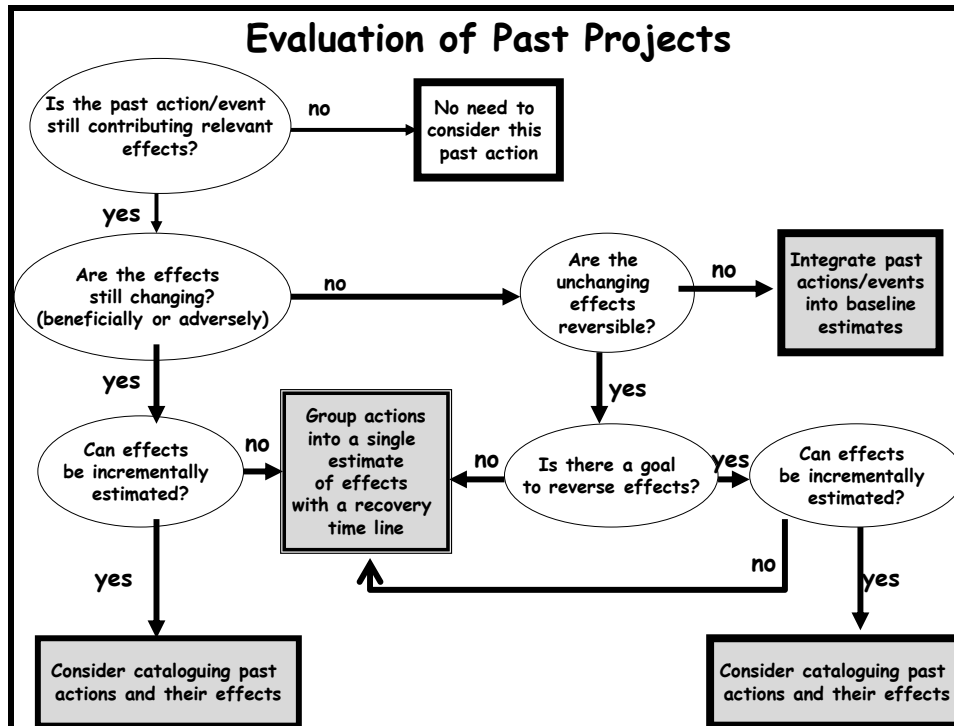 Evaluation of Past Projects
Is the past action/event
still contributing relevant
effects?
no
No need to
consider this
past action
yes
Are the effects
still changing?
(beneficially or adversely)
no
Are the
unchanging
effects
reversible?
no
Integrate past
actions/events
into baseline
estimates
yes
yes
Can effects
be incrementally
estimated?
no
Group actions
into a single
estimate
of effects
with a recovery
time line
no
Is there a goal
to reverse effects?
yes
Can effects
be incrementally
estimated?
yes
no
yes
Consider cataloguing past
actions and their effects
Consider cataloguing past
actions and their effects